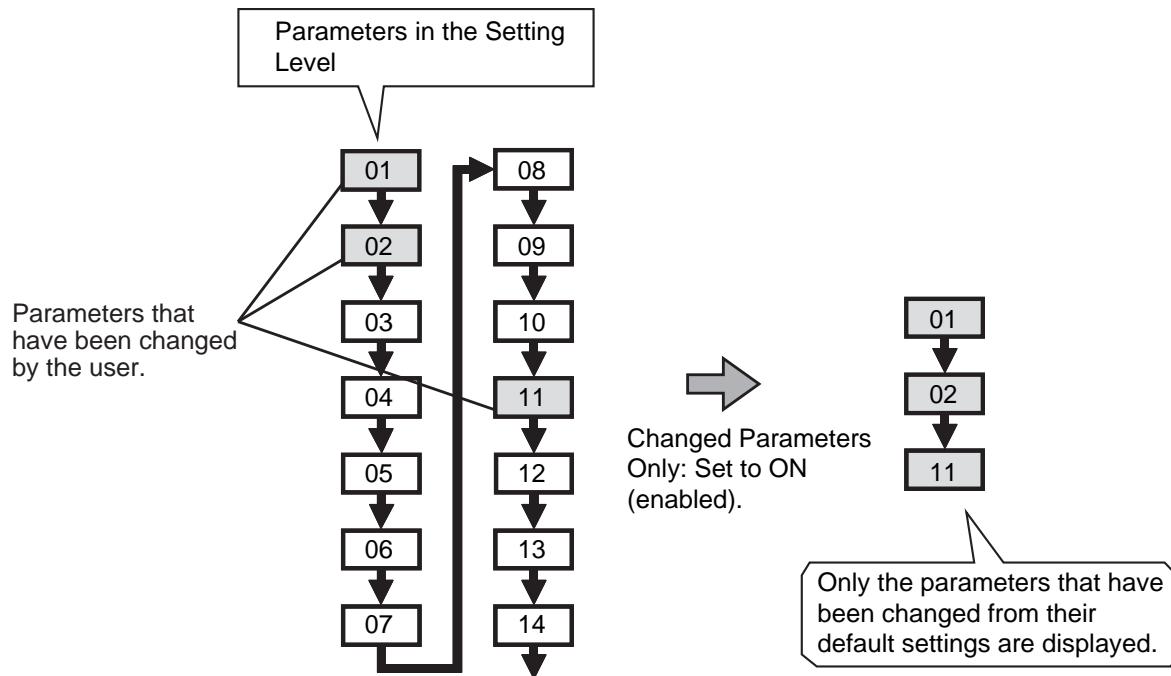 Parameters in the Setting
Level
01
02
03
04
05
06
07
08
09
10
11
12
13
14
Parameters that
have been changed
by the user.
Changed Parameters
Only: Set to ON
(enabled).
01
02
11
Only the parameters that have
been changed from their
default settings are displayed.